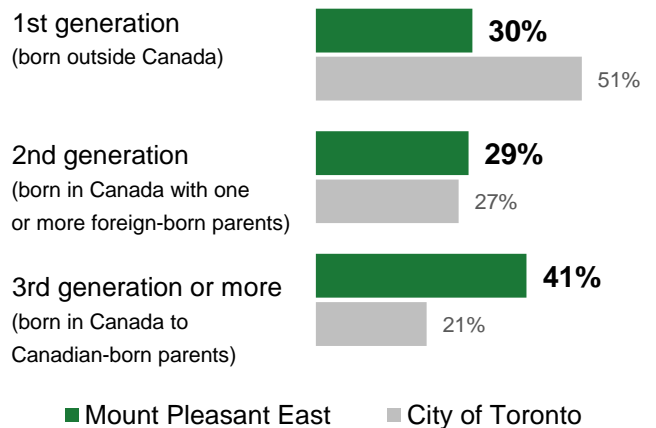 1st generation
(born outside Canada)
30%
51%
2nd generation
(born in Canada with one
or more foreign-born parents)
29%
27%
3rd generation or more
(born in Canada to
Canadian-born parents)
41%
21%
Mount Pleasant East
City of Toronto